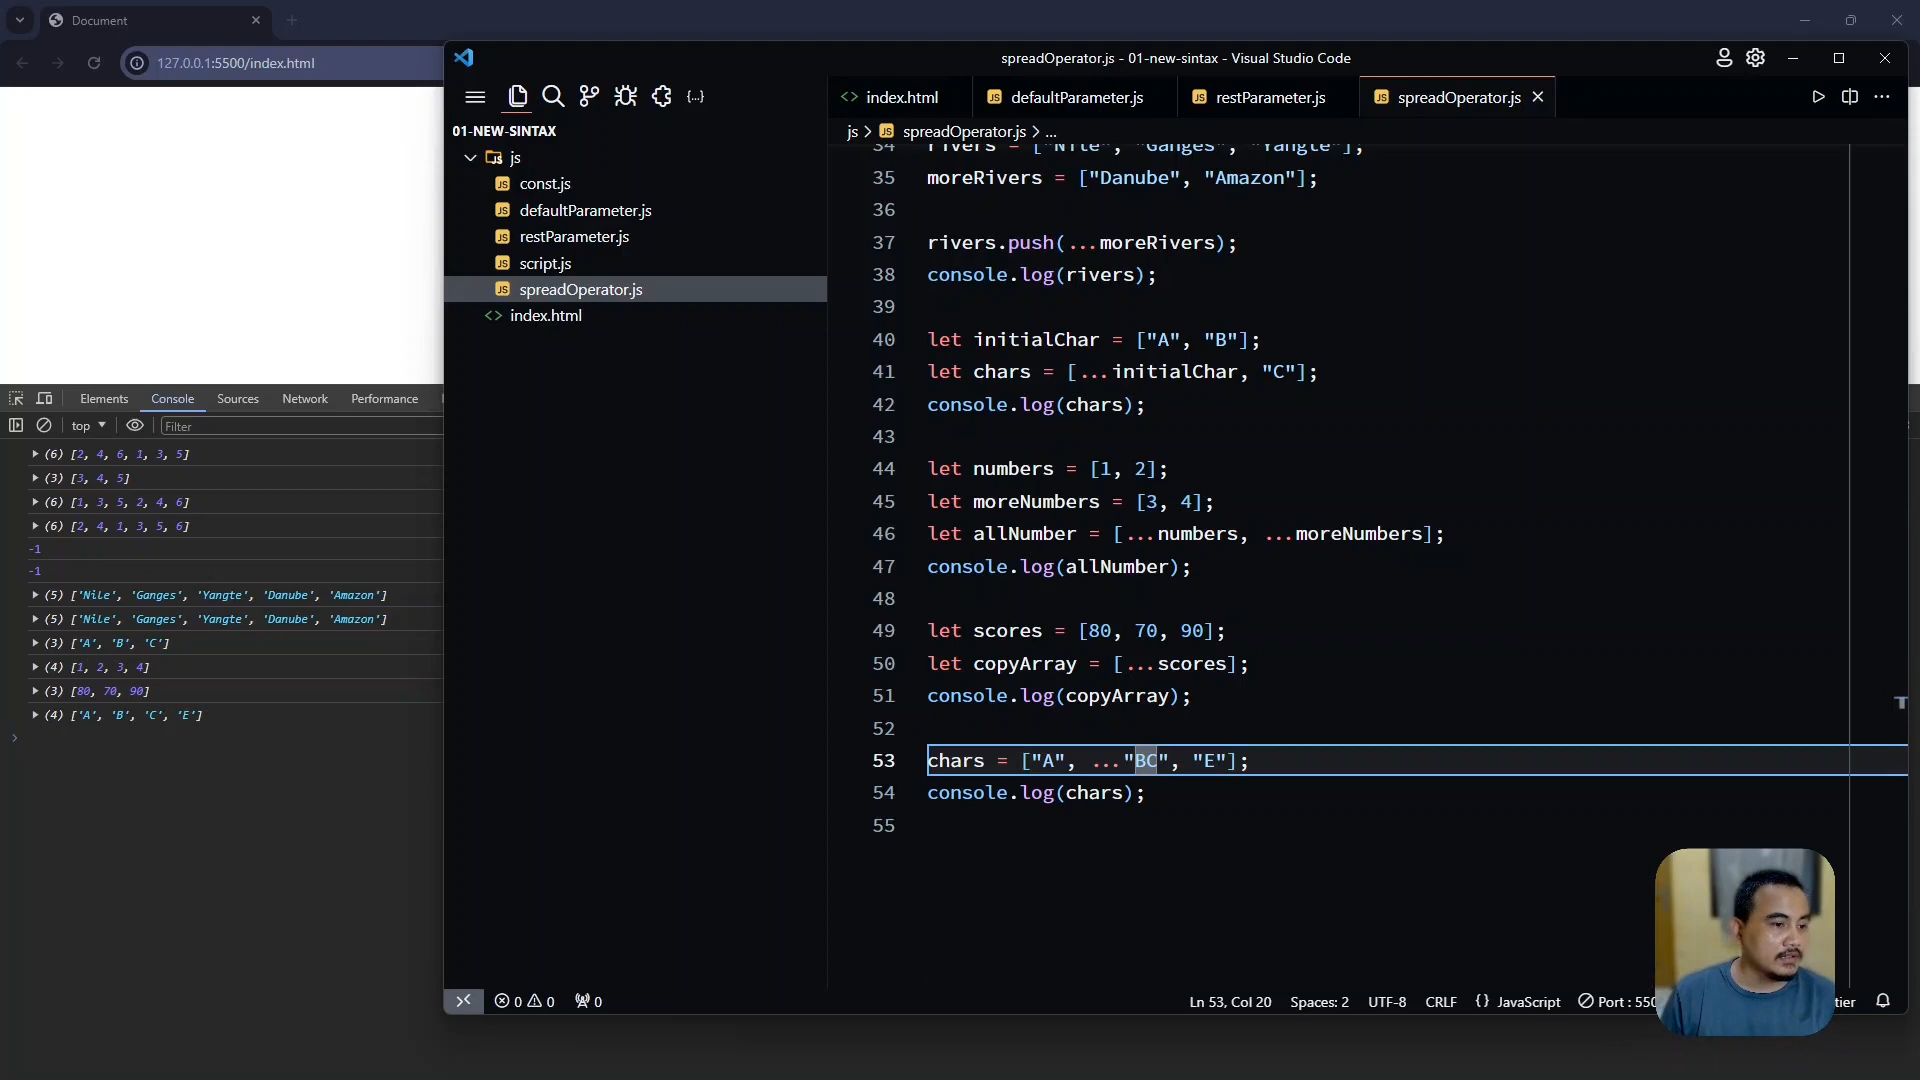 Document
127.0.0.1:5500/index.html
spreadOperator.js - 01-new-sintax - Visual Studio Code
01-NEW-SINTAX
js
const.js
defaultParameter.js
restParameter.js
script.js
spreadOperator.js
index.html
index.html
defaultParameter.js
restParameter.js
spreadOperator.js
js > JS spreadOperator.js > ...
34 rivers = ["Nile", "Ganges", "Yangte"];
35 moreRivers = ["Danube", "Amazon"];
36
37 rivers.push(...moreRivers);
38 console.log(rivers);
39
40 let initialChar = ["A", "B"];
41 let chars = [...initialChar, "C"];
42 console.log(chars);
43
44 let numbers = [1, 2];
45 let moreNumbers = [3, 4];
46 let allNumber = [...numbers, ...moreNumbers];
47 console.log(allNumber);
48
49 let scores = [80, 70, 90];
50 let copyArray = [...scores];
51 console.log(copyArray);
52
53 chars = ["A", ..."BC", "E"];
54 console.log(chars);
55
Elements Console Sources Network Performance
top Filter
(6) [2, 4, 6, 1, 3, 5]
(3) [3, 4, 5]
(6) [1, 3, 5, 2, 4, 6]
(6) [2, 4, 1, 3, 5, 6]
-1
-1
(5) ['Nile', 'Ganges', 'Yangte', 'Danube', 'Amazon']
(5) ['Nile', 'Ganges', 'Yangte', 'Danube', 'Amazon']
(3) ['A', 'B', 'C']
(4) [1, 2, 3, 4]
(3) [80, 70, 90]
(4) ['A', 'B', 'C', 'E']
0 0 0 Ln 53, Col 20 Spaces: 2 UTF-8 CRLF {} JavaScript Port : 550